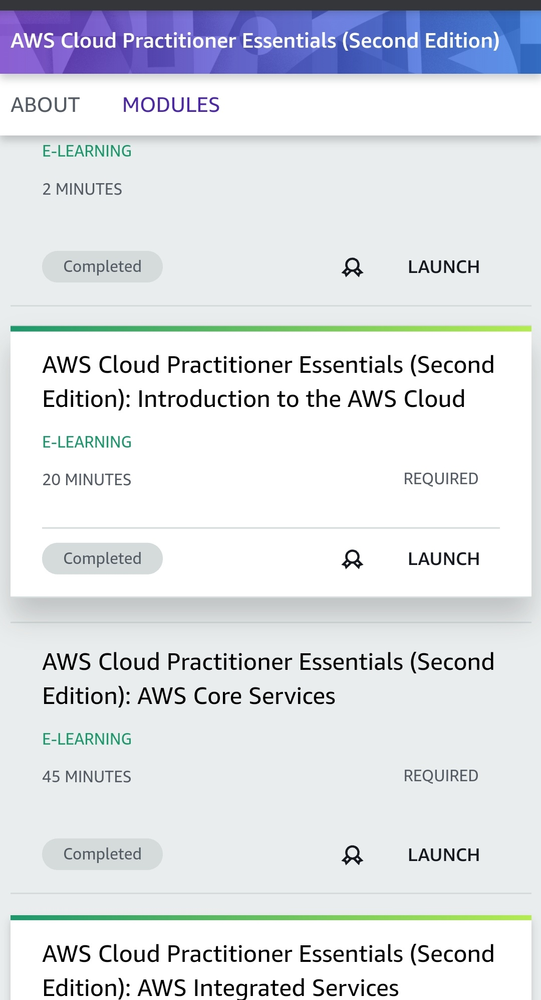 AWS Cloud Practitioner Essentials (Second Edition)
ABOUT MODULES
E-LEARNING
2 MINUTES
Completed LAUNCH
AWS Cloud Practitioner Essentials (Second
Edition): Introduction to the AWS Cloud
E-LEARNING
20 MINUTES REQUIRED
Completed LAUNCH
AWS Cloud Practitioner Essentials (Second
Edition): AWS Core Services
E-LEARNING
45 MINUTES REQUIRED
Completed LAUNCH
AWS Cloud Practitioner Essentials (Second
Edition): AWS Integrated Services